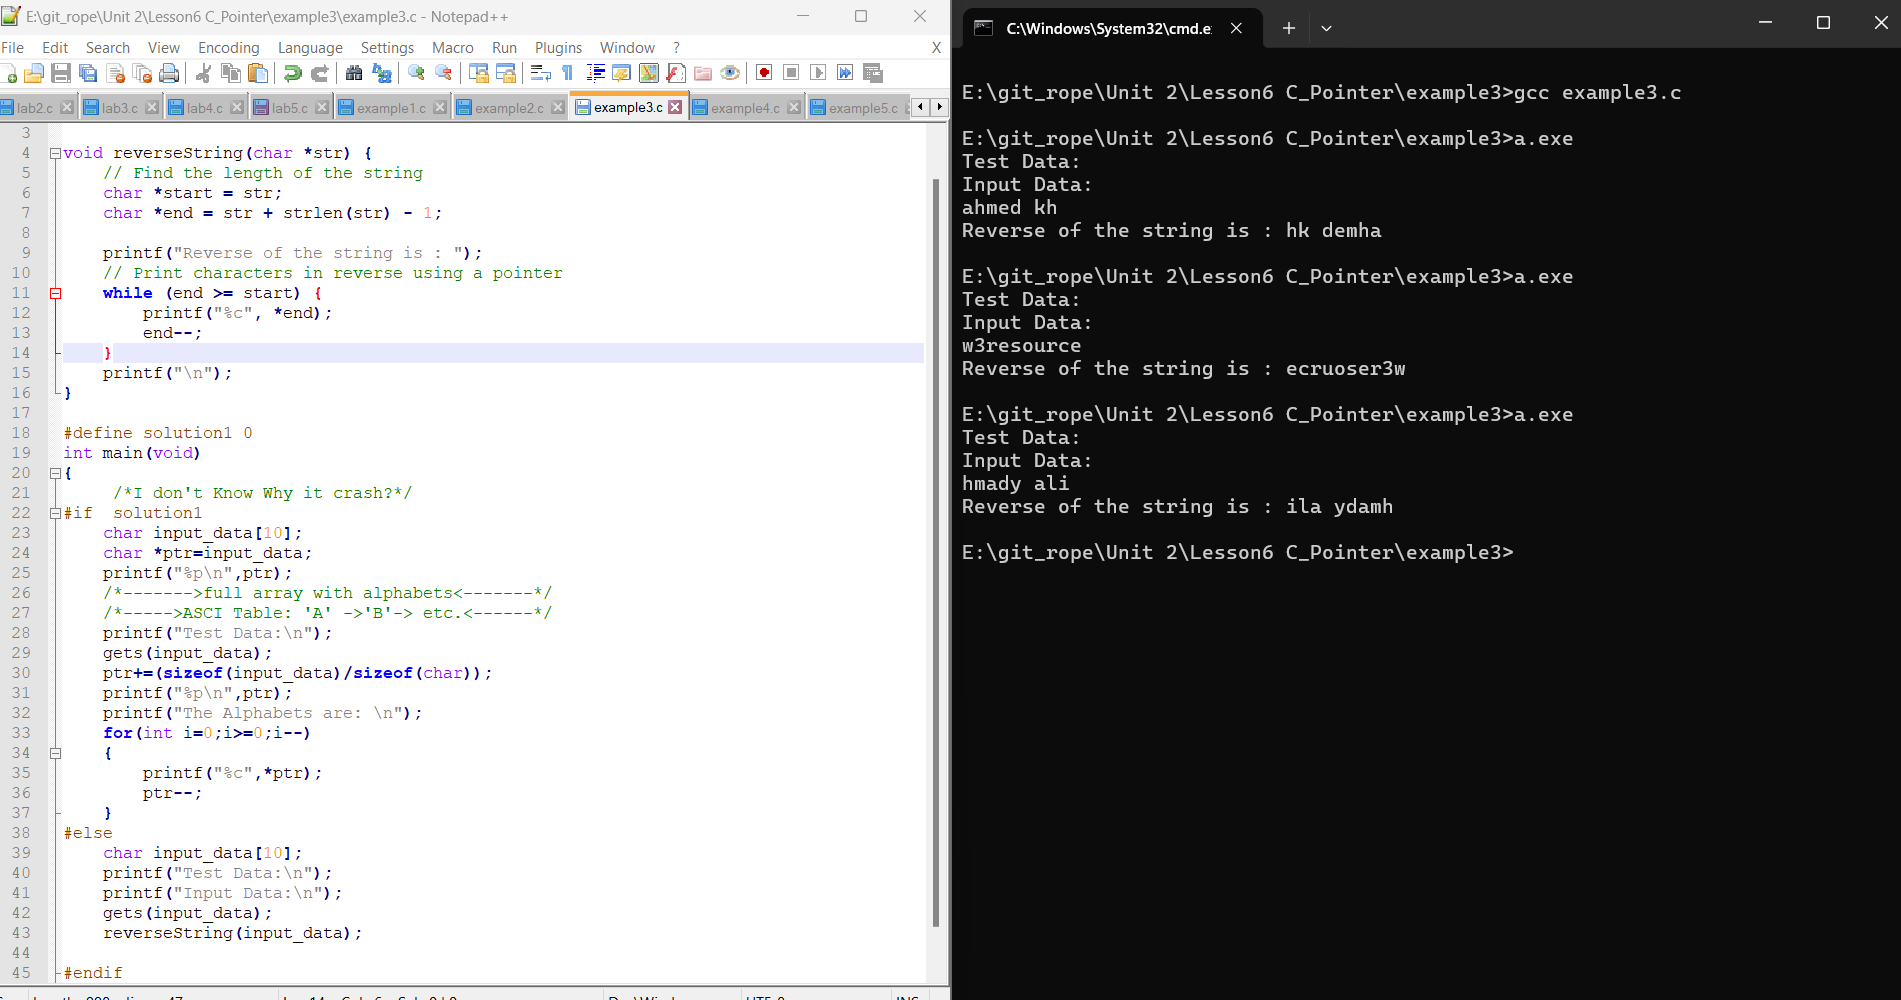 E:\git_rope\Unit 2\Lesson6 C_Pointer\example3\example3.c - Notepad++
File Edit Search View Encoding Language Settings Macro Run Plugins Window ? X
lab2.c lab3.c lab4.c lab5.c example1.c example2.c example3.c example4.c example5.c
3
4 void reverseString(char *str) {
5 // Find the length of the string
6 char *start = str;
7 char *end = str + strlen(str) - 1;
8
9 printf("Reverse of the string is : ");
10 // Print characters in reverse using a pointer
11 while (end >= start) {
12 printf("%c", *end);
13 end--;
14 }
15 printf("\n");
16 }
17
18 #define solution1 0
19 int main(void)
20 {
21 /*I don't Know Why it crash?*/
22 #if  solution1
23 char input_data[10];
24 char *ptr=input_data;
25 printf("%p\n",ptr);
26 /*------->full array with alphabets<-------*/
27 /*----->ASCI Table: 'A' ->'B'-> etc.<------*/
28 printf("Test Data:\n");
29 gets(input_data);
30 ptr+=(sizeof(input_data)/sizeof(char));
31 printf("%p\n",ptr);
32 printf("The Alphabets are: \n");
33 for(int i=0;i>=0;i--)
34 {
35 printf("%c",*ptr);
36 ptr--;
37 }
38 #else
39 char input_data[10];
40 printf("Test Data:\n");
41 printf("Input Data:\n");
42 gets(input_data);
43 reverseString(input_data);
44
45 #endif
C:\Windows\System32\cmd.e
E:\git_rope\Unit 2\Lesson6 C_Pointer\example3>gcc example3.c
E:\git_rope\Unit 2\Lesson6 C_Pointer\example3>a.exe
Test Data:
Input Data:
ahmed kh
Reverse of the string is : hk demha
E:\git_rope\Unit 2\Lesson6 C_Pointer\example3>a.exe
Test Data:
Input Data:
w3resource
Reverse of the string is : ecruoser3w
E:\git_rope\Unit 2\Lesson6 C_Pointer\example3>a.exe
Test Data:
Input Data:
hmady ali
Reverse of the string is : ila ydamh
E:\git_rope\Unit 2\Lesson6 C_Pointer\example3>